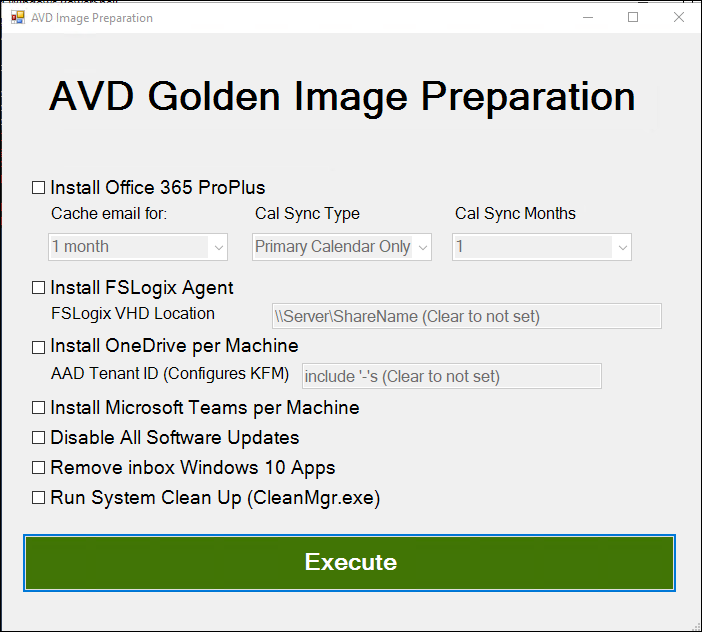 AVD Image Preparation
AVD Golden Image Preparation
Install Office 365 ProPlus
Cache email for: Cal Sync Type Cal Sync Months
1 month Primary Calendar Only 1
Install FSLogix Agent
FSLogix VHD Location \\Server\ShareName (Clear to not set)
Install OneDrive per Machine
AAD Tenant ID (Configures KFM) include '-'s (Clear to not set)
Install Microsoft Teams per Machine
Disable All Software Updates
Remove inbox Windows 10 Apps
Run System Clean Up (CleanMgr.exe)
Execute